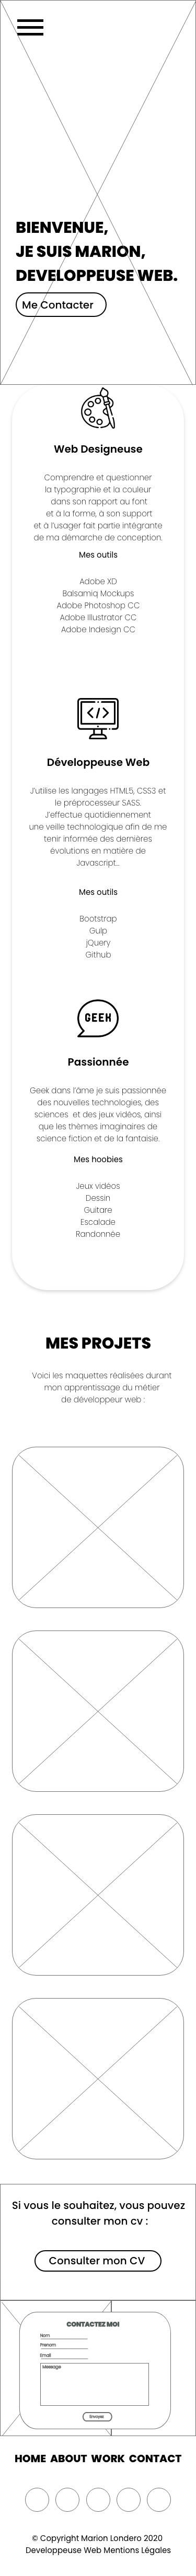 BIENVENUE,
JE SUIS MARION,
DEVELOPPEUSE WEB.
Me Contacter
Web Designeuse
Comprendre et questionner
la typographie et la couleur
dans son rapport au font
et à la forme, à son support
et à l'usager fait partie intégrante
de ma démarche de conception.
Mes outils
Adobe XD
Balsamiq Mockups
Adobe Photoshop CC
Adobe Illustrator CC
Adobe Indesign CC
Développeuse Web
J'utilise les langages HTML5, CSS3 et
le préprocesseur SASS.
J'effectue quotidiennement
une veille technologique afin de me
tenir informée des dernières
évolutions en matière de
Javascript...
Mes outils
Bootstrap
Gulp
jQuery
Github
GEEK
Passionnée
Geek dans l'âme je suis passionnée
des nouvelles technologies, des
sciences et des jeux vidéos, ainsi
que les thèmes imaginaires de
science fiction et de la fantaisie.
Mes hoobies
Jeux vidéos
Dessin
Guitare
Escalade
Randonnée
MES PROJETS
Voici les maquettes réalisées durant
mon apprentissage du métier
de développeur web :
Si vous le souhaitez, vous pouvez
consulter mon cv :
Consulter mon CV
CONTACTEZ MOI
Nom
Prenom
Email
Message
Envoyez
HOME ABOUT WORK CONTACT
© Copyright Marion Londero 2020
Developpeuse Web Mentions Légales